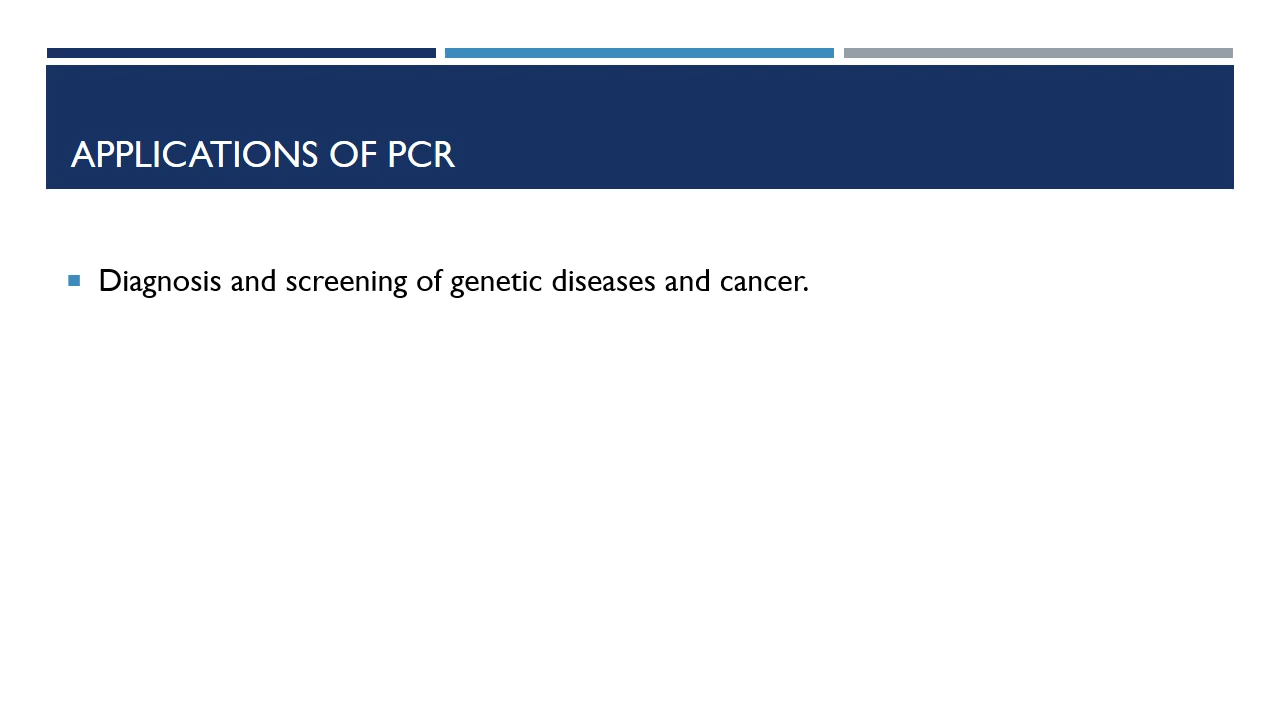 APPLICATIONS OF PCR
Diagnosis and screening of genetic diseases and cancer.